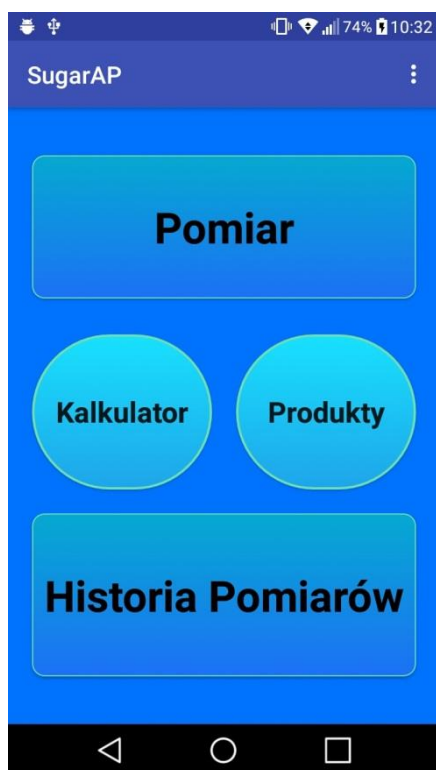 74% 10:32
SugarAP
Pomiar
Kalkulator
Produkty
Historia Pomiarów